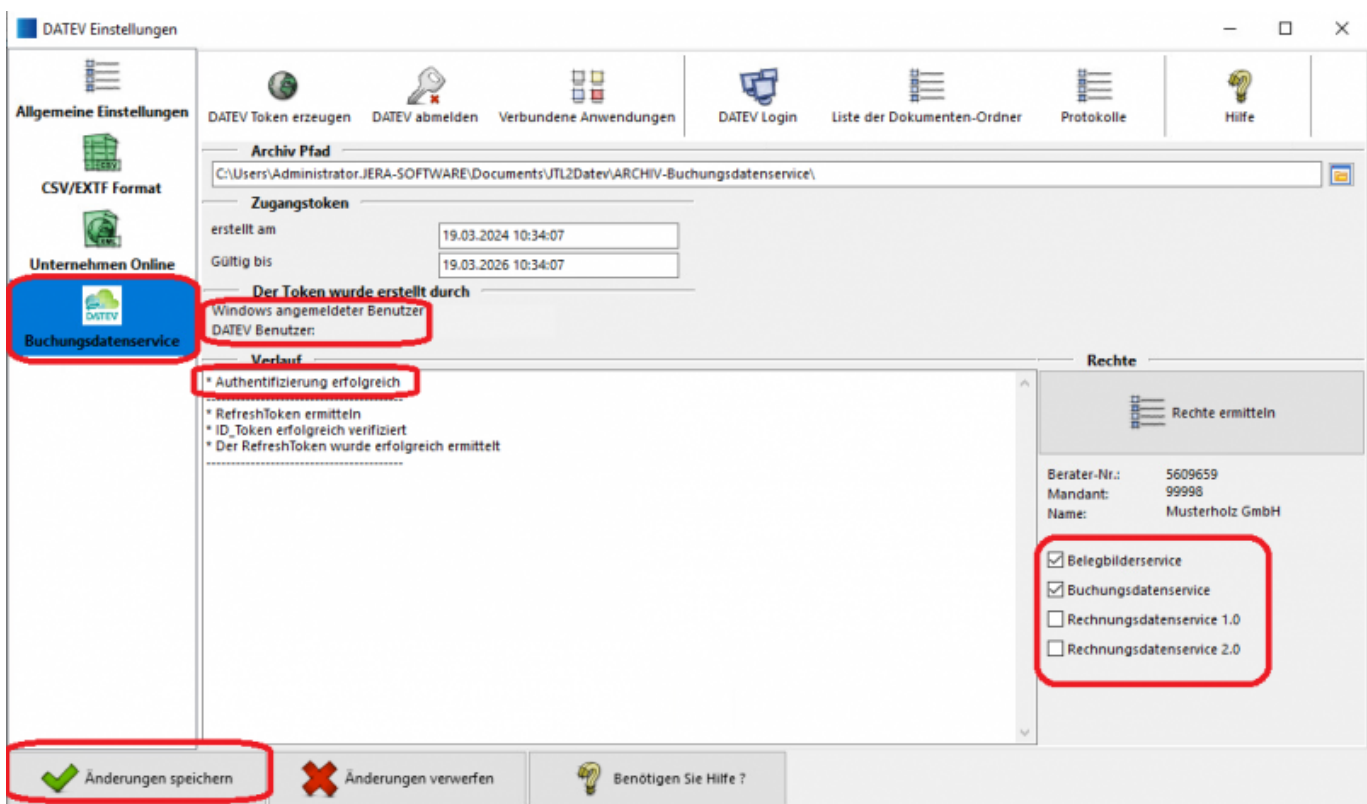 DATEV Einstellungen
Allgemeine Einstellungen
CSV/EXTF Format
Unternehmen Online
DATEV
Buchungsdatenservice
DATEV Token erzeugen
DATEV abmelden
Verbundene Anwendungen
DATEV Login
Liste der Dokumenten-Ordner
Protokolle
Hilfe
Archiv Pfad
C:\Users\Administrator.JERA-SOFTWARE\Documents\JTL2Datev\ARCHIV-Buchungsdatenservice\
Zugangstoken
erstellt am 19.03.2024 10:34:07
Gültig bis 19.03.2026 10:34:07
Der Token wurde erstellt durch
Windows angemeldeter Benutzer
DATEV Benutzer:
Verlauf
* Authentifizierung erfolgreich
----------------------------------------
* RefreshToken ermitteln
* ID_Token erfolgreich verifiziert
* Der RefreshToken wurde erfolgreich ermittelt
----------------------------------------
Rechte
Rechte ermitteln
Berater-Nr.: 5609659
Mandant: 99998
Name: Musterholz GmbH
Belegbilderservice
Buchungsdatenservice
Rechnungsdatenservice 1.0
Rechnungsdatenservice 2.0
Änderungen speichern
Änderungen verwerfen
Benötigen Sie Hilfe ?